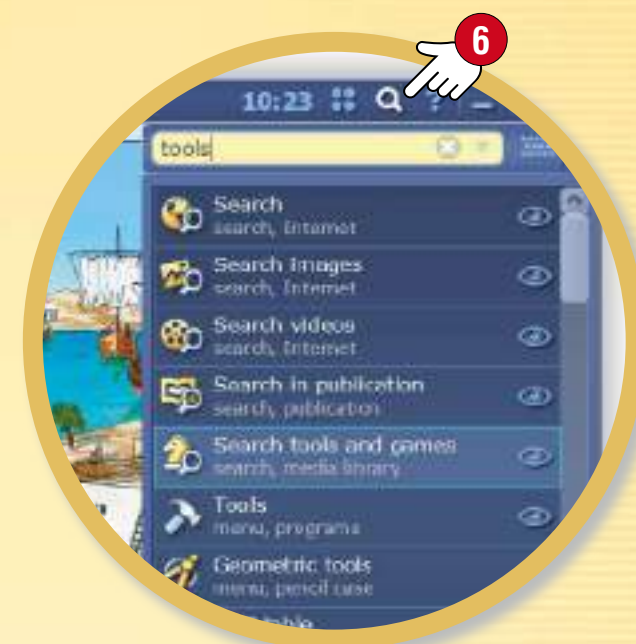 6
10:23 ?
tools
Search
search, Internet
Search Images
search, Internet
Search videos
search, Internet
Search in publication
search, publication
Search tools and games
search, media library
Tools
menu, programs
Geometric tools
menu, pencil case